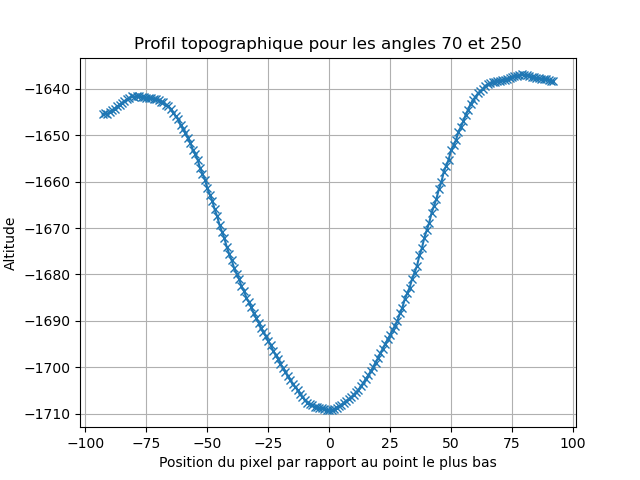 Profil topographique pour les angles 70 et 250
−1640
−1650
−1660
−1670
−1680
−1690
−1700
−1710
Altitude
−100 −75 −50 −25 0 25 50 75 100
Position du pixel par rapport au point le plus bas